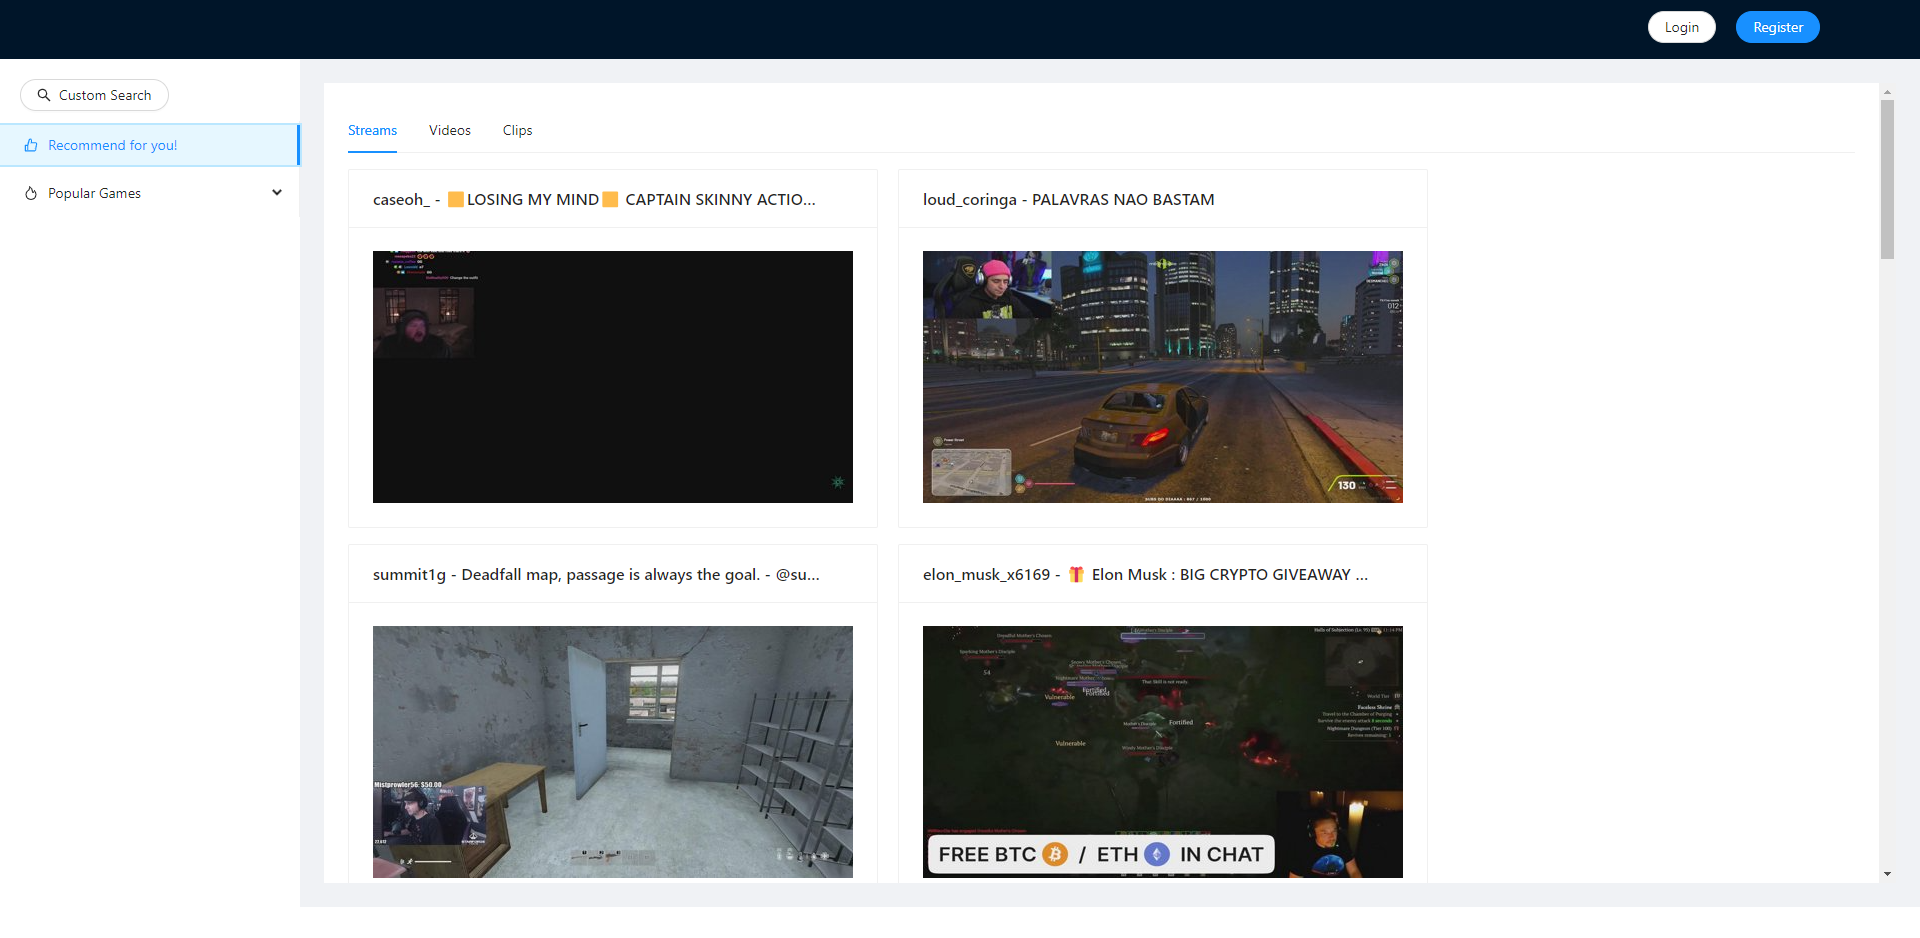 Login
Register
Custom Search
Recommend for you!
Popular Games
Streams
Videos
Clips
caseoh_ - 🟧LOSING MY MIND🟧 CAPTAIN SKINNY ACTIO...
loud_coringa - PALAVRAS NAO BASTAM
130
summit1g - Deadfall map, passage is always the goal. - @su...
elon_musk_x6169 - 🎁 Elon Musk : BIG CRYPTO GIVEAWAY ...
Mistprowler56: $50.00
Fortified
Vulnerable
Fortified
Vulnerable
FREE BTC / ETH IN CHAT